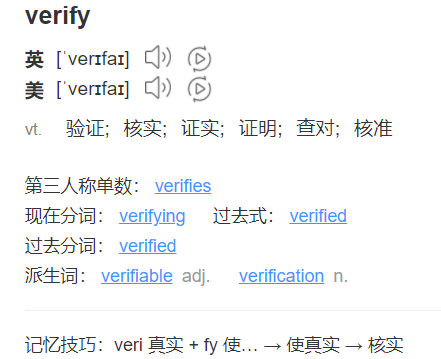 verify
英 [ˈverɪfaɪ]
美 [ˈverɪfaɪ]
vt. 验证; 核实; 证实; 证明; 查对; 核准
第三人称单数： verifies
现在分词： verifying 过去式： verified
过去分词： verified
派生词： verifiable adj. verification n.
记忆技巧：veri 真实 + fy 使… → 使真实 → 核实